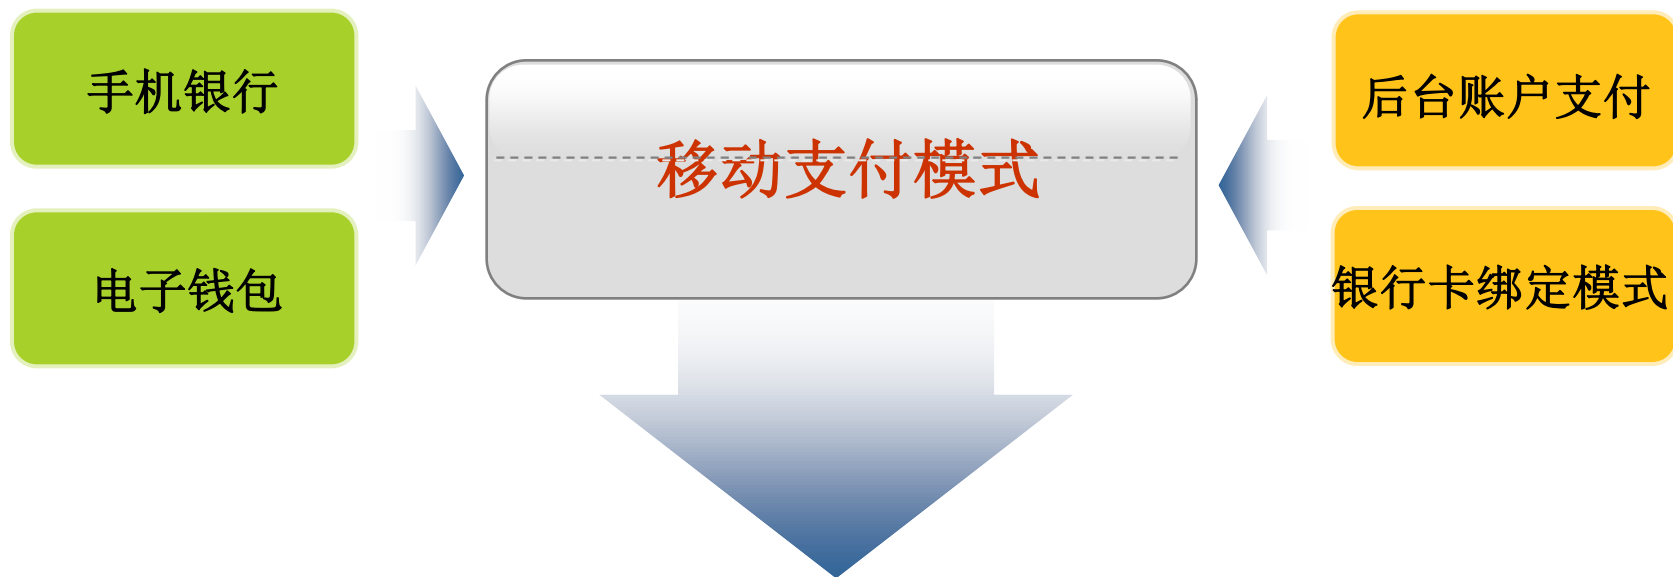 手机银行
电子钱包
移动支付模式
后台账户支付
银行卡绑定模式